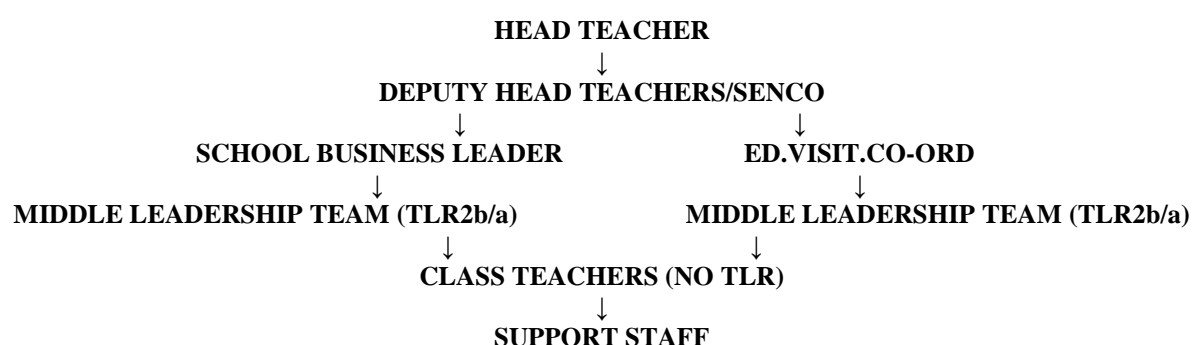 HEAD TEACHER
↓
DEPUTY HEAD TEACHERS/SENCO
↓ ↓
SCHOOL BUSINESS LEADER ED.VISIT.CO-ORD
↓ ↓
MIDDLE LEADERSHIP TEAM (TLR2b/a) MIDDLE LEADERSHIP TEAM (TLR2b/a)
↓ ↓
CLASS TEACHERS (NO TLR)
↓
SUPPORT STAFF